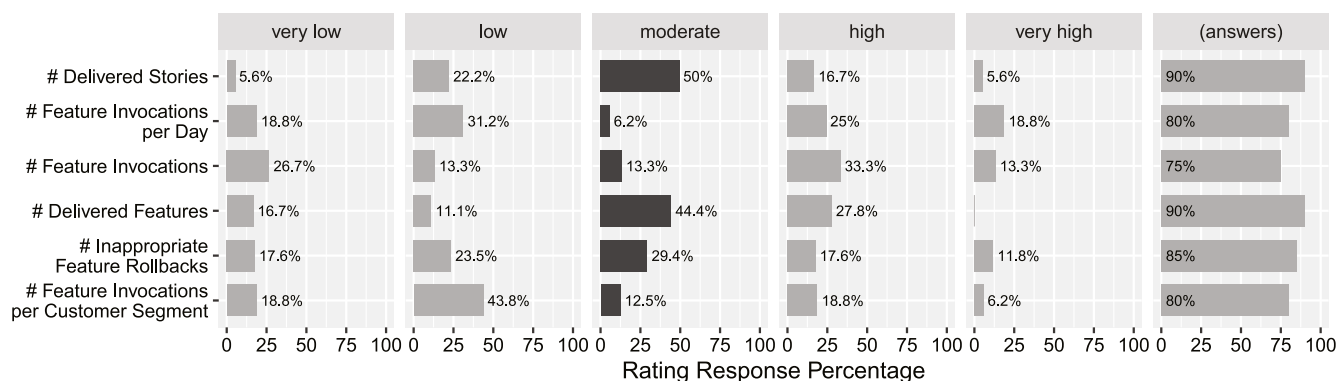 very low low moderate high very high (answers)
# Delivered Stories 5.6% 22.2% 50% 16.7% 5.6% 90%
# Feature Invocations
per Day 18.8% 31.2% 6.2% 25% 18.8% 80%
# Feature Invocations 26.7% 13.3% 13.3% 33.3% 13.3% 75%
# Delivered Features 16.7% 11.1% 44.4% 27.8% 90%
# Inappropriate
Feature Rollbacks 17.6% 23.5% 29.4% 17.6% 11.8% 85%
# Feature Invocations
per Customer Segment 18.8% 43.8% 12.5% 18.8% 6.2% 80%
0 25 50 75 100 0 25 50 75 100 0 25 50 75 100 0 25 50 75 100 0 25 50 75 100 0 25 50 75 100
Rating Response Percentage